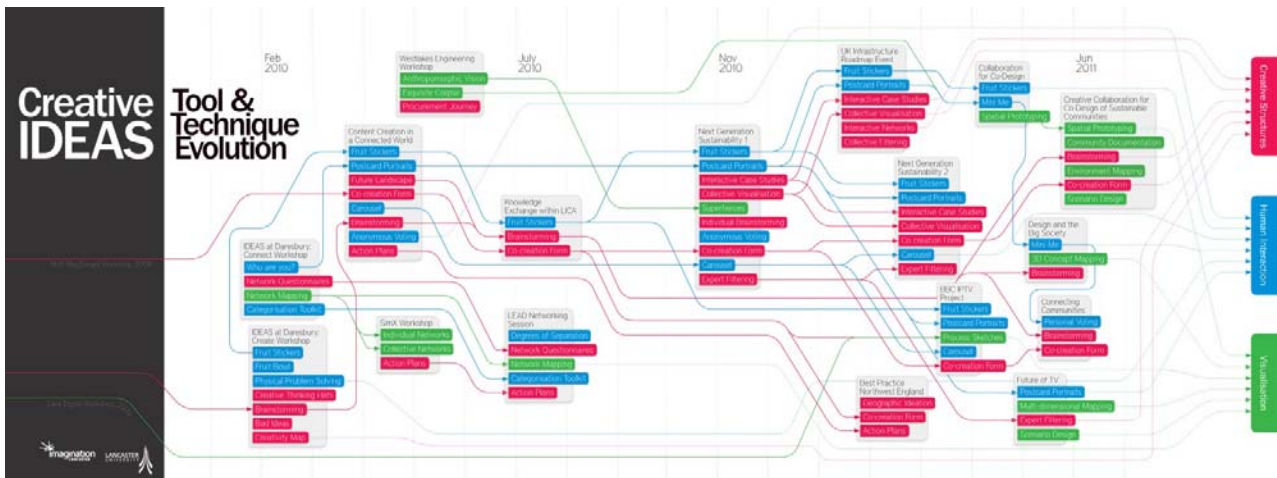 Creative
IDEAS
Tool &
Technique
Evolution
imagination
LANCASTER
LANCASTER
UNIVERSITY
Feb
2010
July
2010
Nov
2010
Jun
2011
Westlakes Engineering
Workshop
Anthropomorphic Vision
Exquisite Corpse
Procurement Journey
Content Creation in
a Connected World
Fruit Stickers
Postcard Portraits
Future Landscape
Co-creation Form
Carousel
Brainstorming
Anonymous Voting
Action Plans
IDEAS at Daresbury:
Connect Workshop
Who are you?
Network Questionnaires
Network Mapping
Categorisation Toolkit
IDEAS at Daresbury:
Create Workshop
Fruit Stickers
Fruit Bowl
Physical Problem Solving
Creative Thinking Hats
Brainstorming
Bad Ideas
Creativity Map
SimX Workshop
Individual Networks
Collective Networks
Action Plans
Knowledge
Exchange within LICA
Fruit Stickers
Brainstorming
Co-creation Form
LEAD Networking
Session
Degrees of Separation
Network Questionnaires
Network Mapping
Categorisation Toolkit
Action Plans
Next Generation
Sustainability 1
Fruit Stickers
Postcard Portraits
Interactive Case Studies
Collective Visualisation
Superheroes
Individual Brainstorming
Anonymous Voting
Co-creation Form
Carousel
Expert Filtering
UK Infrastructure
Roadmap Event
Fruit Stickers
Postcard Portraits
Interactive Case Studies
Collective Visualisation
Interactive Networks
Collective Filtering
Next Generation
Sustainability 2
Fruit Stickers
Postcard Portraits
Interactive Case Studies
Collective Visualisation
Co-creation Form
Carousel
Expert Filtering
BBC IPTV
Project
Fruit Stickers
Postcard Portraits
Process Sketches
Carousel
Co-creation Form
Best Practice
Northwest England
Geographic Ideation
Co-creation Form
Action Plans
Collaboration
for Co-Design
Fruit Stickers
Mini Me
Spatial Prototyping
Creative Collaboration for
Co-Design of Sustainable
Communities
Spatial Prototyping
Community Documentation
Brainstorming
Environment Mapping
Co-creation Form
Scenario Design
Design and the
Big Society
Mini Me
3D Concept Mapping
Brainstorming
Connecting
Communities
Personal Voting
Brainstorming
Co-creation Form
Future of TV
Postcard Portraits
Multi-dimensional Mapping
Expert Filtering
Scenario Design
Creative Structures
Human Interaction
Visualisation